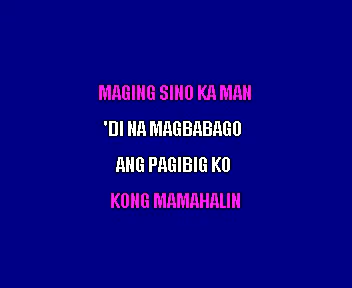 MAGING SINO KA MAN
'DI NA MAGBABAGO
ANG PAGIBIG KO
KONG MAMAHALIN